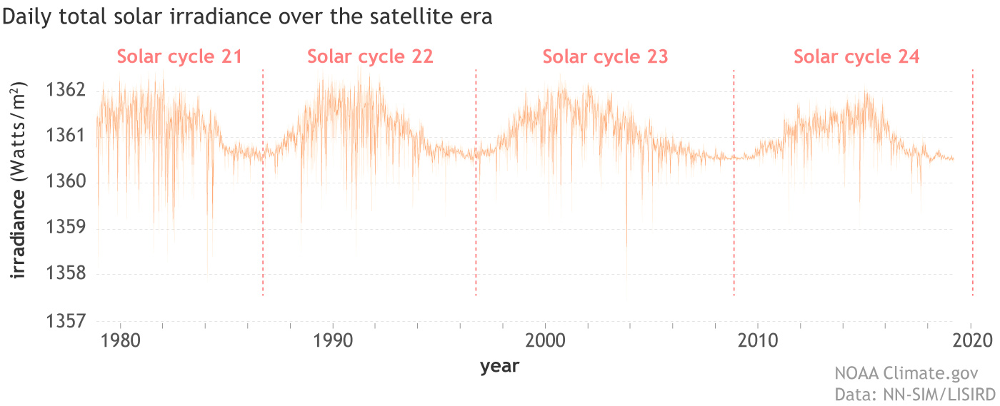 Daily total solar irradiance over the satellite era
Solar cycle 21 Solar cycle 22 Solar cycle 23 Solar cycle 24
irradiance (Watts/m²)
1362
1361
1360
1359
1358
1357
1980 1990 2000 2010 2020
year
NOAA Climate.gov
Data: NN-SIM/LISIRD